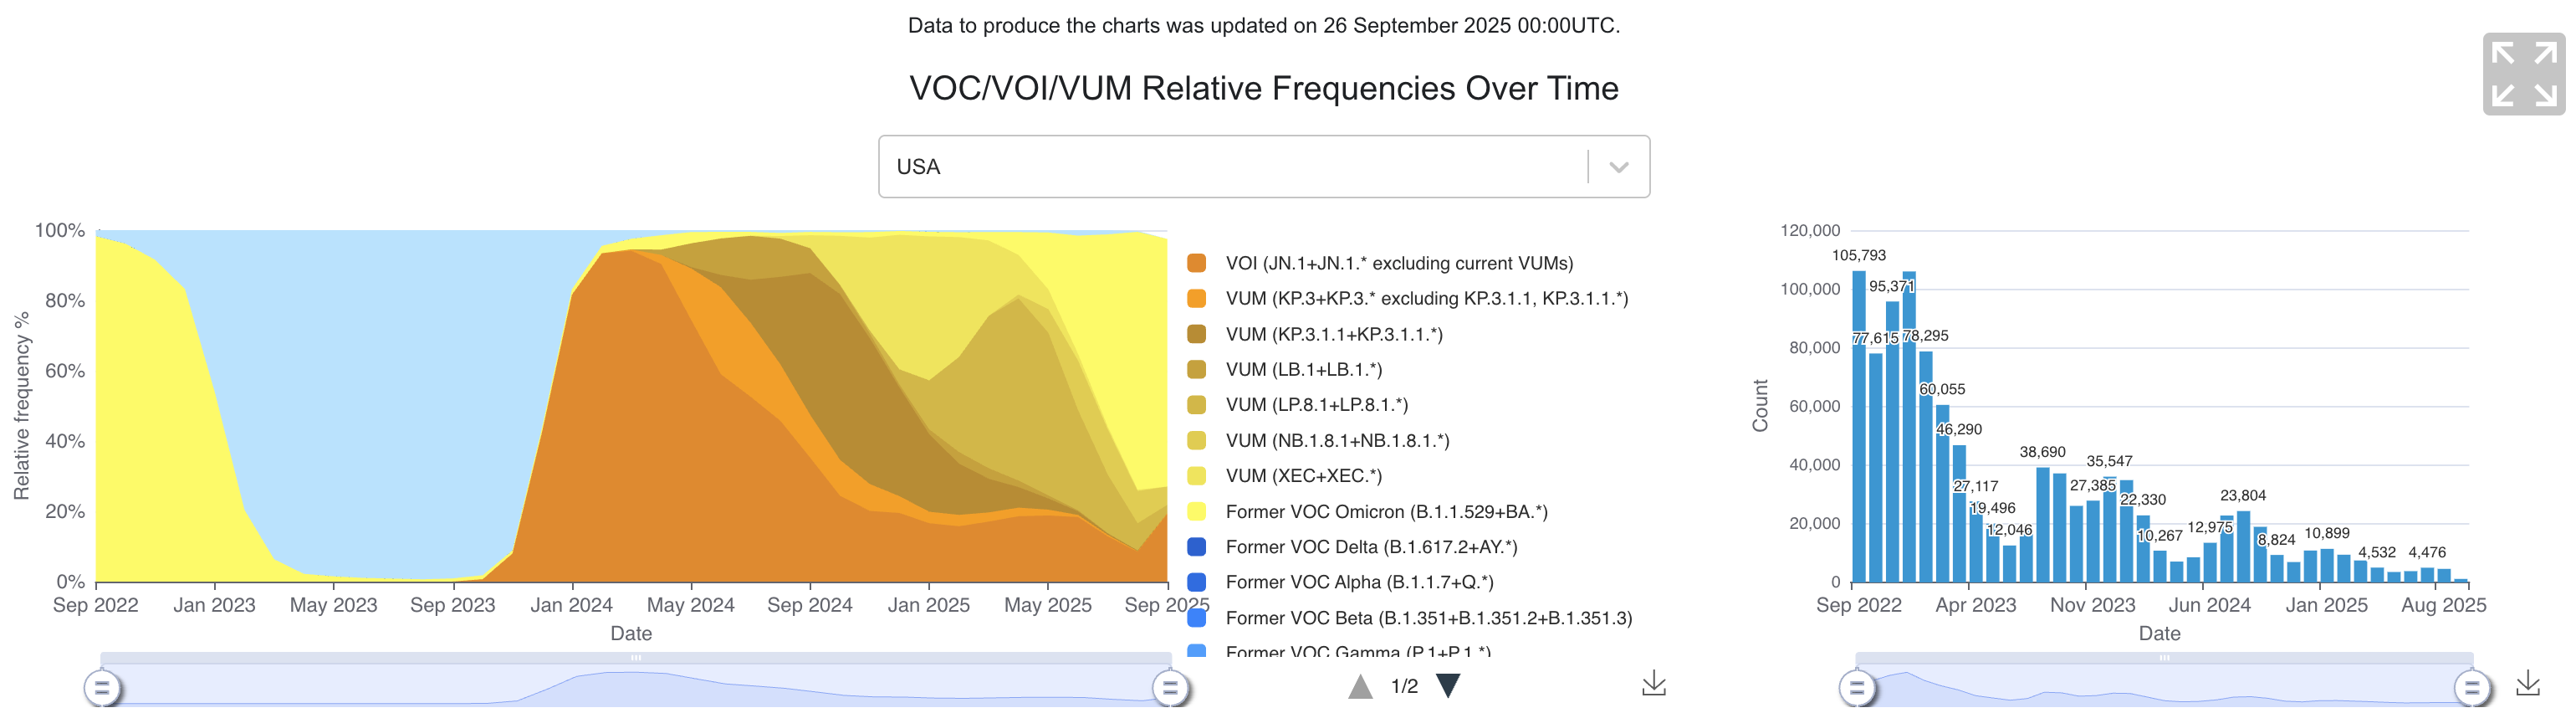 Data to produce the charts was updated on 26 September 2025 00:00UTC.
VOC/VOI/VUM Relative Frequencies Over Time
USA
Relative frequency %
100%
80%
60%
40%
20%
0%
Sep 2022
Jan 2023
May 2023
Sep 2023
Jan 2024
May 2024
Sep 2024
Jan 2025
May 2025
Sep 2025
Date
VOI (JN.1+JN.1.* excluding current VUMs)
VUM (KP.3+KP.3.* excluding KP.3.1.1, KP.3.1.1.*)
VUM (KP.3.1.1+KP.3.1.1.*)
VUM (LB.1+LB.1.*)
VUM (LP.8.1+LP.8.1.*)
VUM (NB.1.8.1+NB.1.8.1.*)
VUM (XEC+XEC.*)
Former VOC Omicron (B.1.1.529+BA.*)
Former VOC Delta (B.1.617.2+AY.*)
Former VOC Alpha (B.1.1.7+Q.*)
Former VOC Beta (B.1.351+B.1.351.2+B.1.351.3)
Former VOC Gamma (P.1+P.1.*)
1/2
Count
120,000
100,000
80,000
60,000
40,000
20,000
0
105,793
77,615
95,371
78,295
60,055
46,290
27,117
19,496
12,046
38,690
27,385
35,547
22,330
10,267
12,975
23,804
8,824
10,899
4,532
4,476
Sep 2022
Apr 2023
Nov 2023
Jun 2024
Jan 2025
Aug 2025
Date